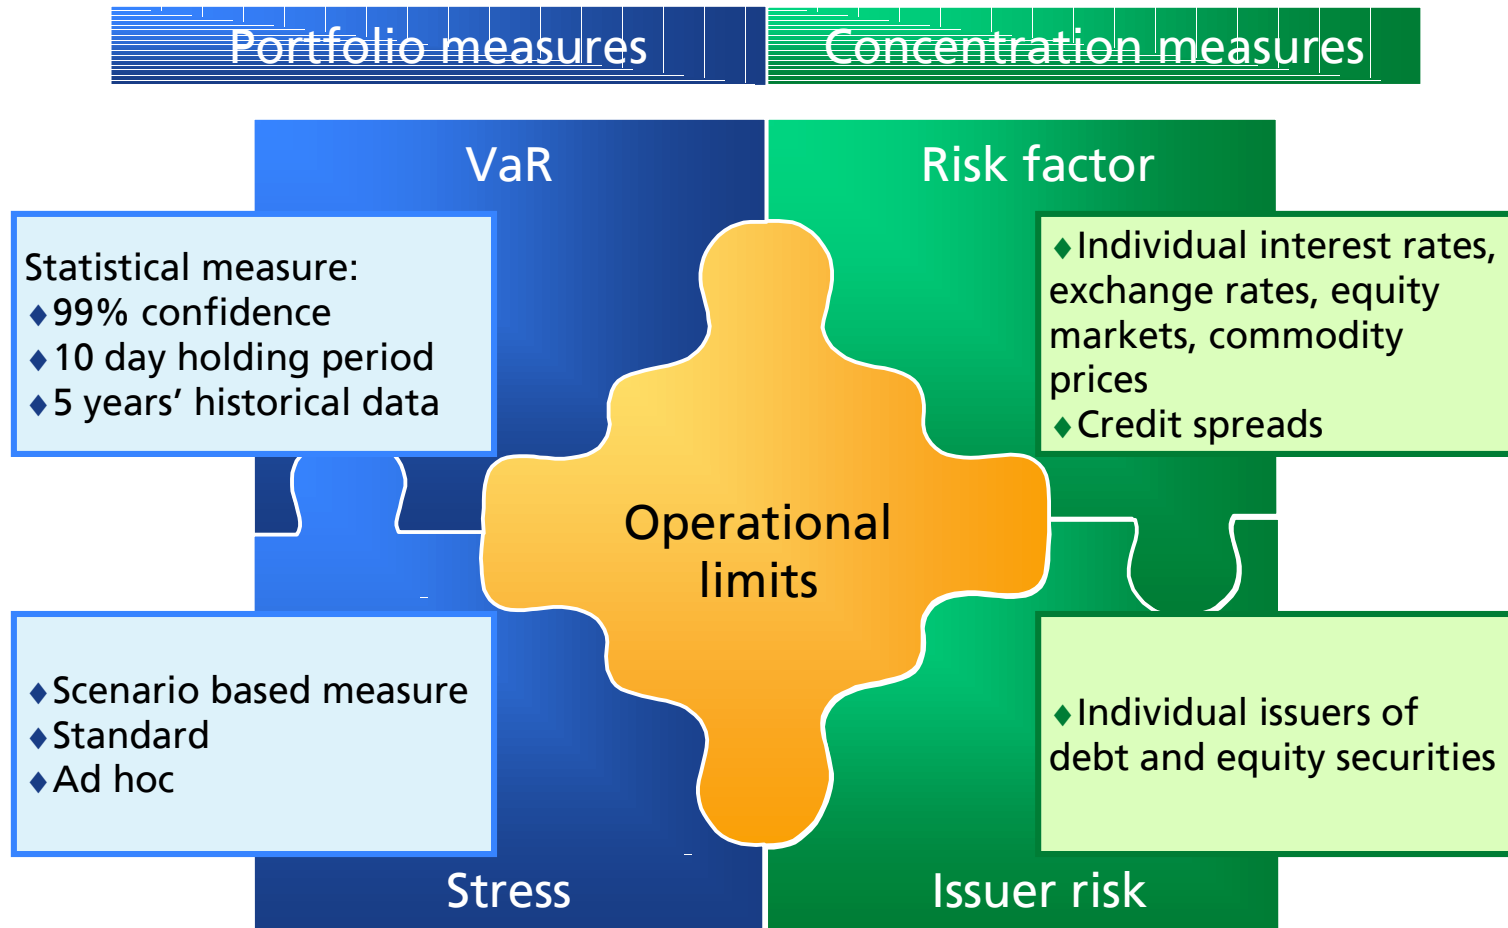 Portfolio measures
Concentration measures
VaR
Risk factor
Statistical measure:
♦99% confidence
♦10 day holding period
♦5 years’ historical data
♦Individual interest rates,
exchange rates, equity
markets, commodity
prices
♦Credit spreads
Operational
limits
♦Scenario based measure
♦Standard
♦Ad hoc
♦Individual issuers of
debt and equity securities
Stress
Issuer risk